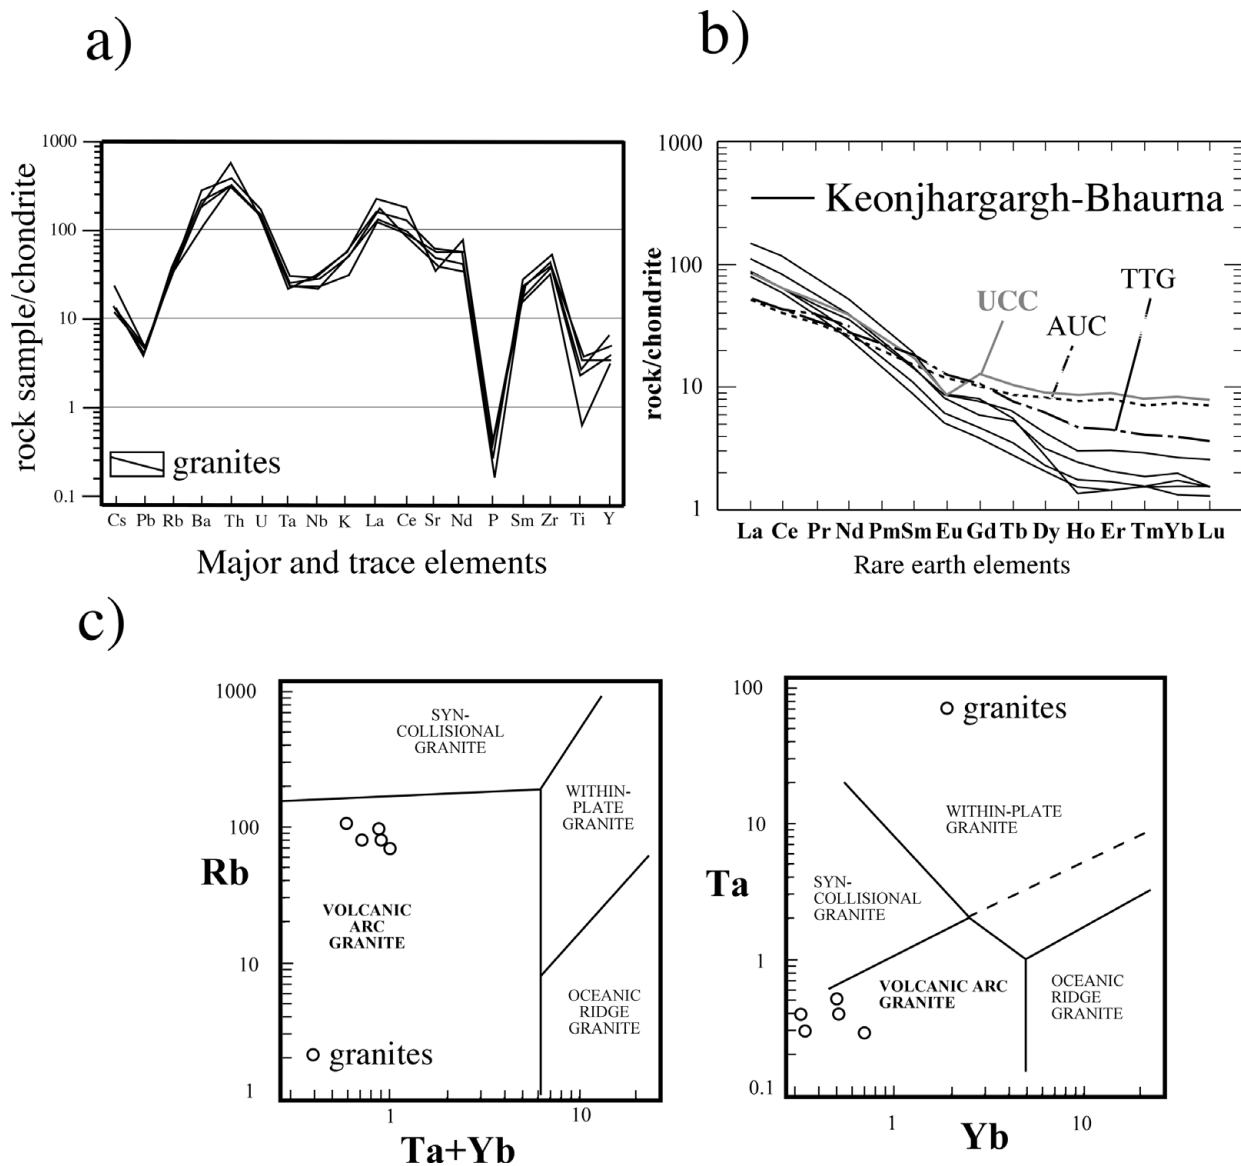 a)
b)
1000
100
10
1
0.1
rock sample/chondrite
granites
Cs Pb Rb Ba Th U Ta Nb K La Ce Sr Nd P Sm Zr Ti Y
Major and trace elements
1000
100
10
1
rock/chondrite
Keonjhargargh-Bhaurna
UCC
AUC
TTG
La Ce Pr Nd Pm Sm Eu Gd Tb Dy Ho Er Tm Yb Lu
Rare earth elements
c)
1000
100
10
1
Rb
SYN-
COLLISIONAL
GRANITE
WITHIN-
PLATE
GRANITE
VOLCANIC
ARC
GRANITE
OCEANIC
RIDGE
GRANITE
granites
1 10
Ta+Yb
100
10
1
0.1
Ta
granites
WITHIN-PLATE
GRANITE
SYN-
COLLISIONAL
GRANITE
VOLCANIC ARC
GRANITE
OCEANIC
RIDGE
GRANITE
1 10
Yb